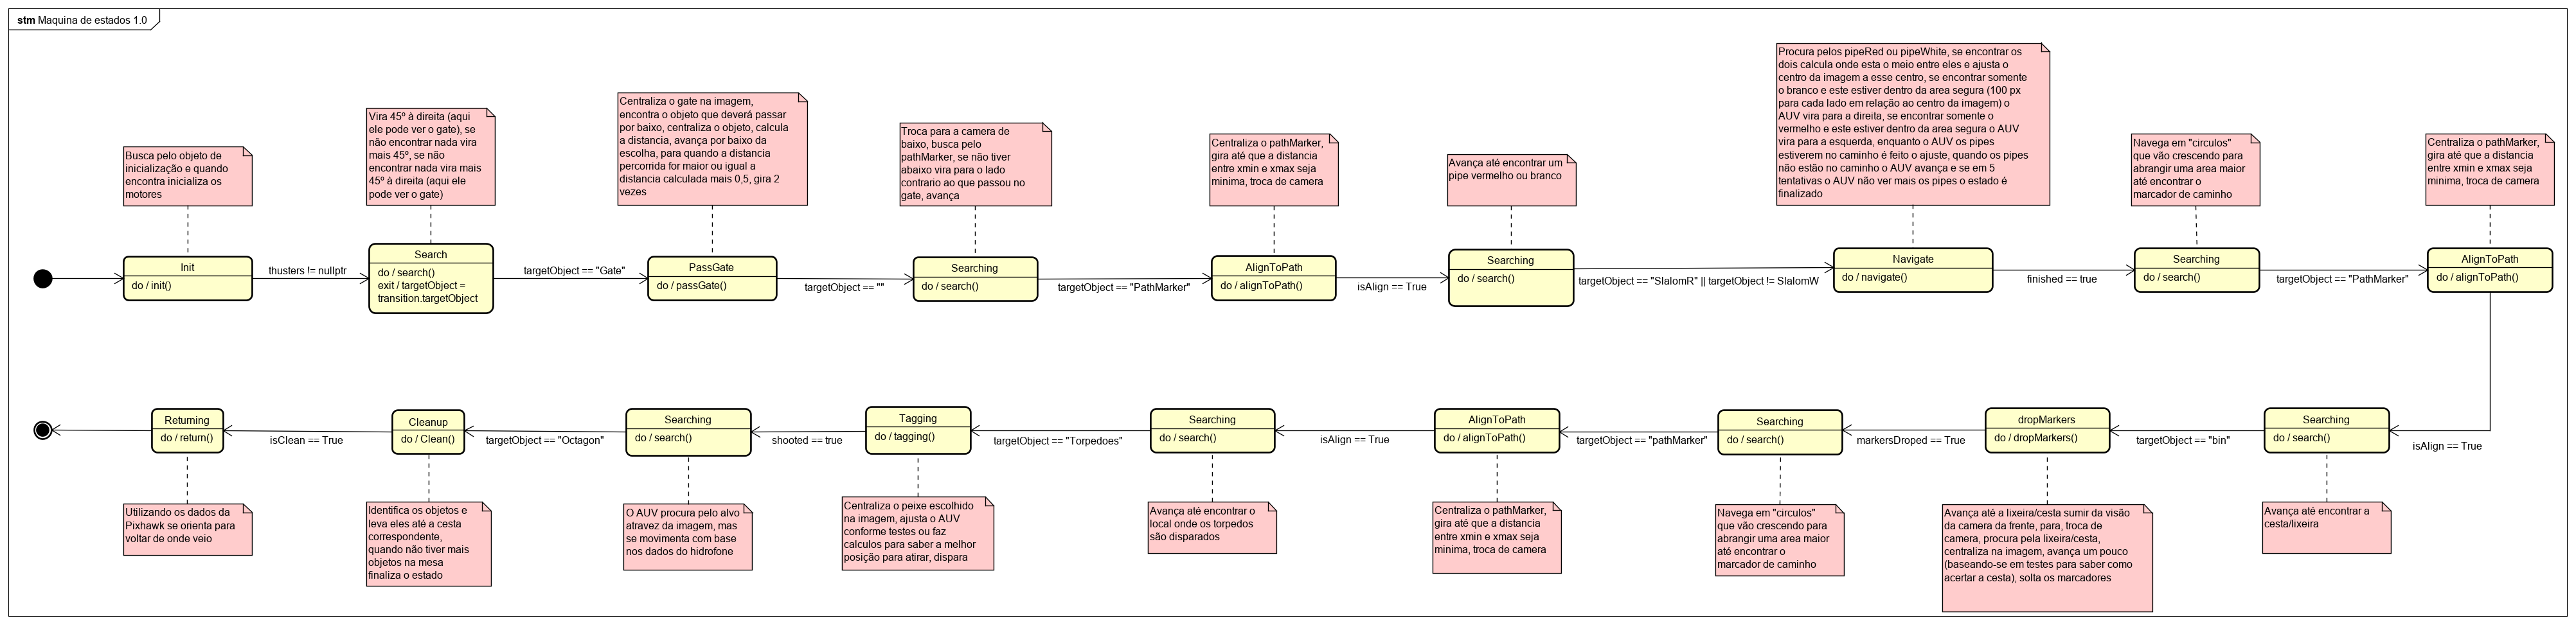 stm Maquina de estados 1.0
Busca pelo objeto de
inicialização e quando
encontra inicializa os
motores
Vira 45º à direita (aqui
ele pode ver o gate), se
não encontrar nada vira
mais 45º, se não
encontrar nada vira mais
45º à direita (aqui ele
pode ver o gate)
Centraliza o gate na imagem,
encontra o objeto que deverá passar
por baixo, centraliza o objeto, calcula
a distancia, avança por baixo da
escolha, para quando a distancia
percorrida for maior ou igual a
distancia calculada mais 0,5, gira 2
vezes
Troca para a camera de
baixo, busca pelo
pathMarker, se não tiver
abaixo vira para o lado
contrario ao que passou no
gate, avança
Centraliza o pathMarker,
gira até que a distancia
entre xmin e xmax seja
minima, troca de camera
Avança até encontrar um
pipe vermelho ou branco
Procura pelos pipeRed ou pipeWhite, se encontrar os
dois calcula onde esta o meio entre eles e ajusta o
centro da imagem a esse centro, se encontrar somente
o branco e este estiver dentro da area segura (100 px
para cada lado em relação ao centro da imagem) o
AUV vira para a direita, se encontrar somente o
vermelho e este estiver dentro da area segura o AUV
vira para a esquerda, enquanto o AUV os pipes
estiverem no caminho é feito o ajuste, quando os pipes
não estão no caminho o AUV avança e se em 5
tentativas o AUV não ver mais os pipes o estado é
finalizado
Navega em "circulos"
que vão crescendo para
abrangir uma area maior
até encontrar o
marcador de caminho
Centraliza o pathMarker,
gira até que a distancia
entre xmin e xmax seja
minima, troca de camera
Init
do / init()
thusters != nullptr
Search
do / search()
exit / targetObject =
transition.targetObject
targetObject == "Gate"
PassGate
do / passGate()
targetObject == ""
Searching
do / search()
targetObject == "PathMarker"
AlignToPath
do / alignToPath()
isAlign == True
Searching
do / search()
targetObject == "SlalomR" || targetObject != SlalomW
Navigate
do / navigate()
finished == true
Searching
do / search()
targetObject == "PathMarker"
AlignToPath
do / alignToPath()
Returning
do / return()
isClean == True
Cleanup
do / Clean()
targetObject == "Octagon"
Searching
do / search()
shooted == true
Tagging
do / tagging()
targetObject == "Torpedoes"
Searching
do / search()
isAlign == True
AlignToPath
do / alignToPath()
targetObject == "pathMarker"
Searching
do / search()
markersDroped == True
dropMarkers
do / dropMarkers()
targetObject == "bin"
Searching
do / search()
isAlign == True
Utilizando os dados da
Pixhawk se orienta para
voltar de onde veio
Identifica os objetos e
leva eles até a cesta
correspondente,
quando não tiver mais
objetos na mesa
finaliza o estado
O AUV procura pelo alvo
atravez da imagem, mas
se movimenta com base
nos dados do hidrofone
Centraliza o peixe escolhido
na imagem, ajusta o AUV
conforme testes ou faz
calculos para saber a melhor
posição para atirar, dispara
Avança até encontrar o
local onde os torpedos
são disparados
Centraliza o pathMarker,
gira até que a distancia
entre xmin e xmax seja
minima, troca de camera
Navega em "circulos"
que vão crescendo para
abrangir uma area maior
até encontrar o
marcador de caminho
Avança até a lixeira/cesta sumir da visão
da camera da frente, para, troca de
camera, procura pela lixeira/cesta,
centraliza na imagem, avança um pouco
(baseando-se em testes para saber como
acertar a cesta), solta os marcadores
Avança até encontrar a
cesta/lixeira